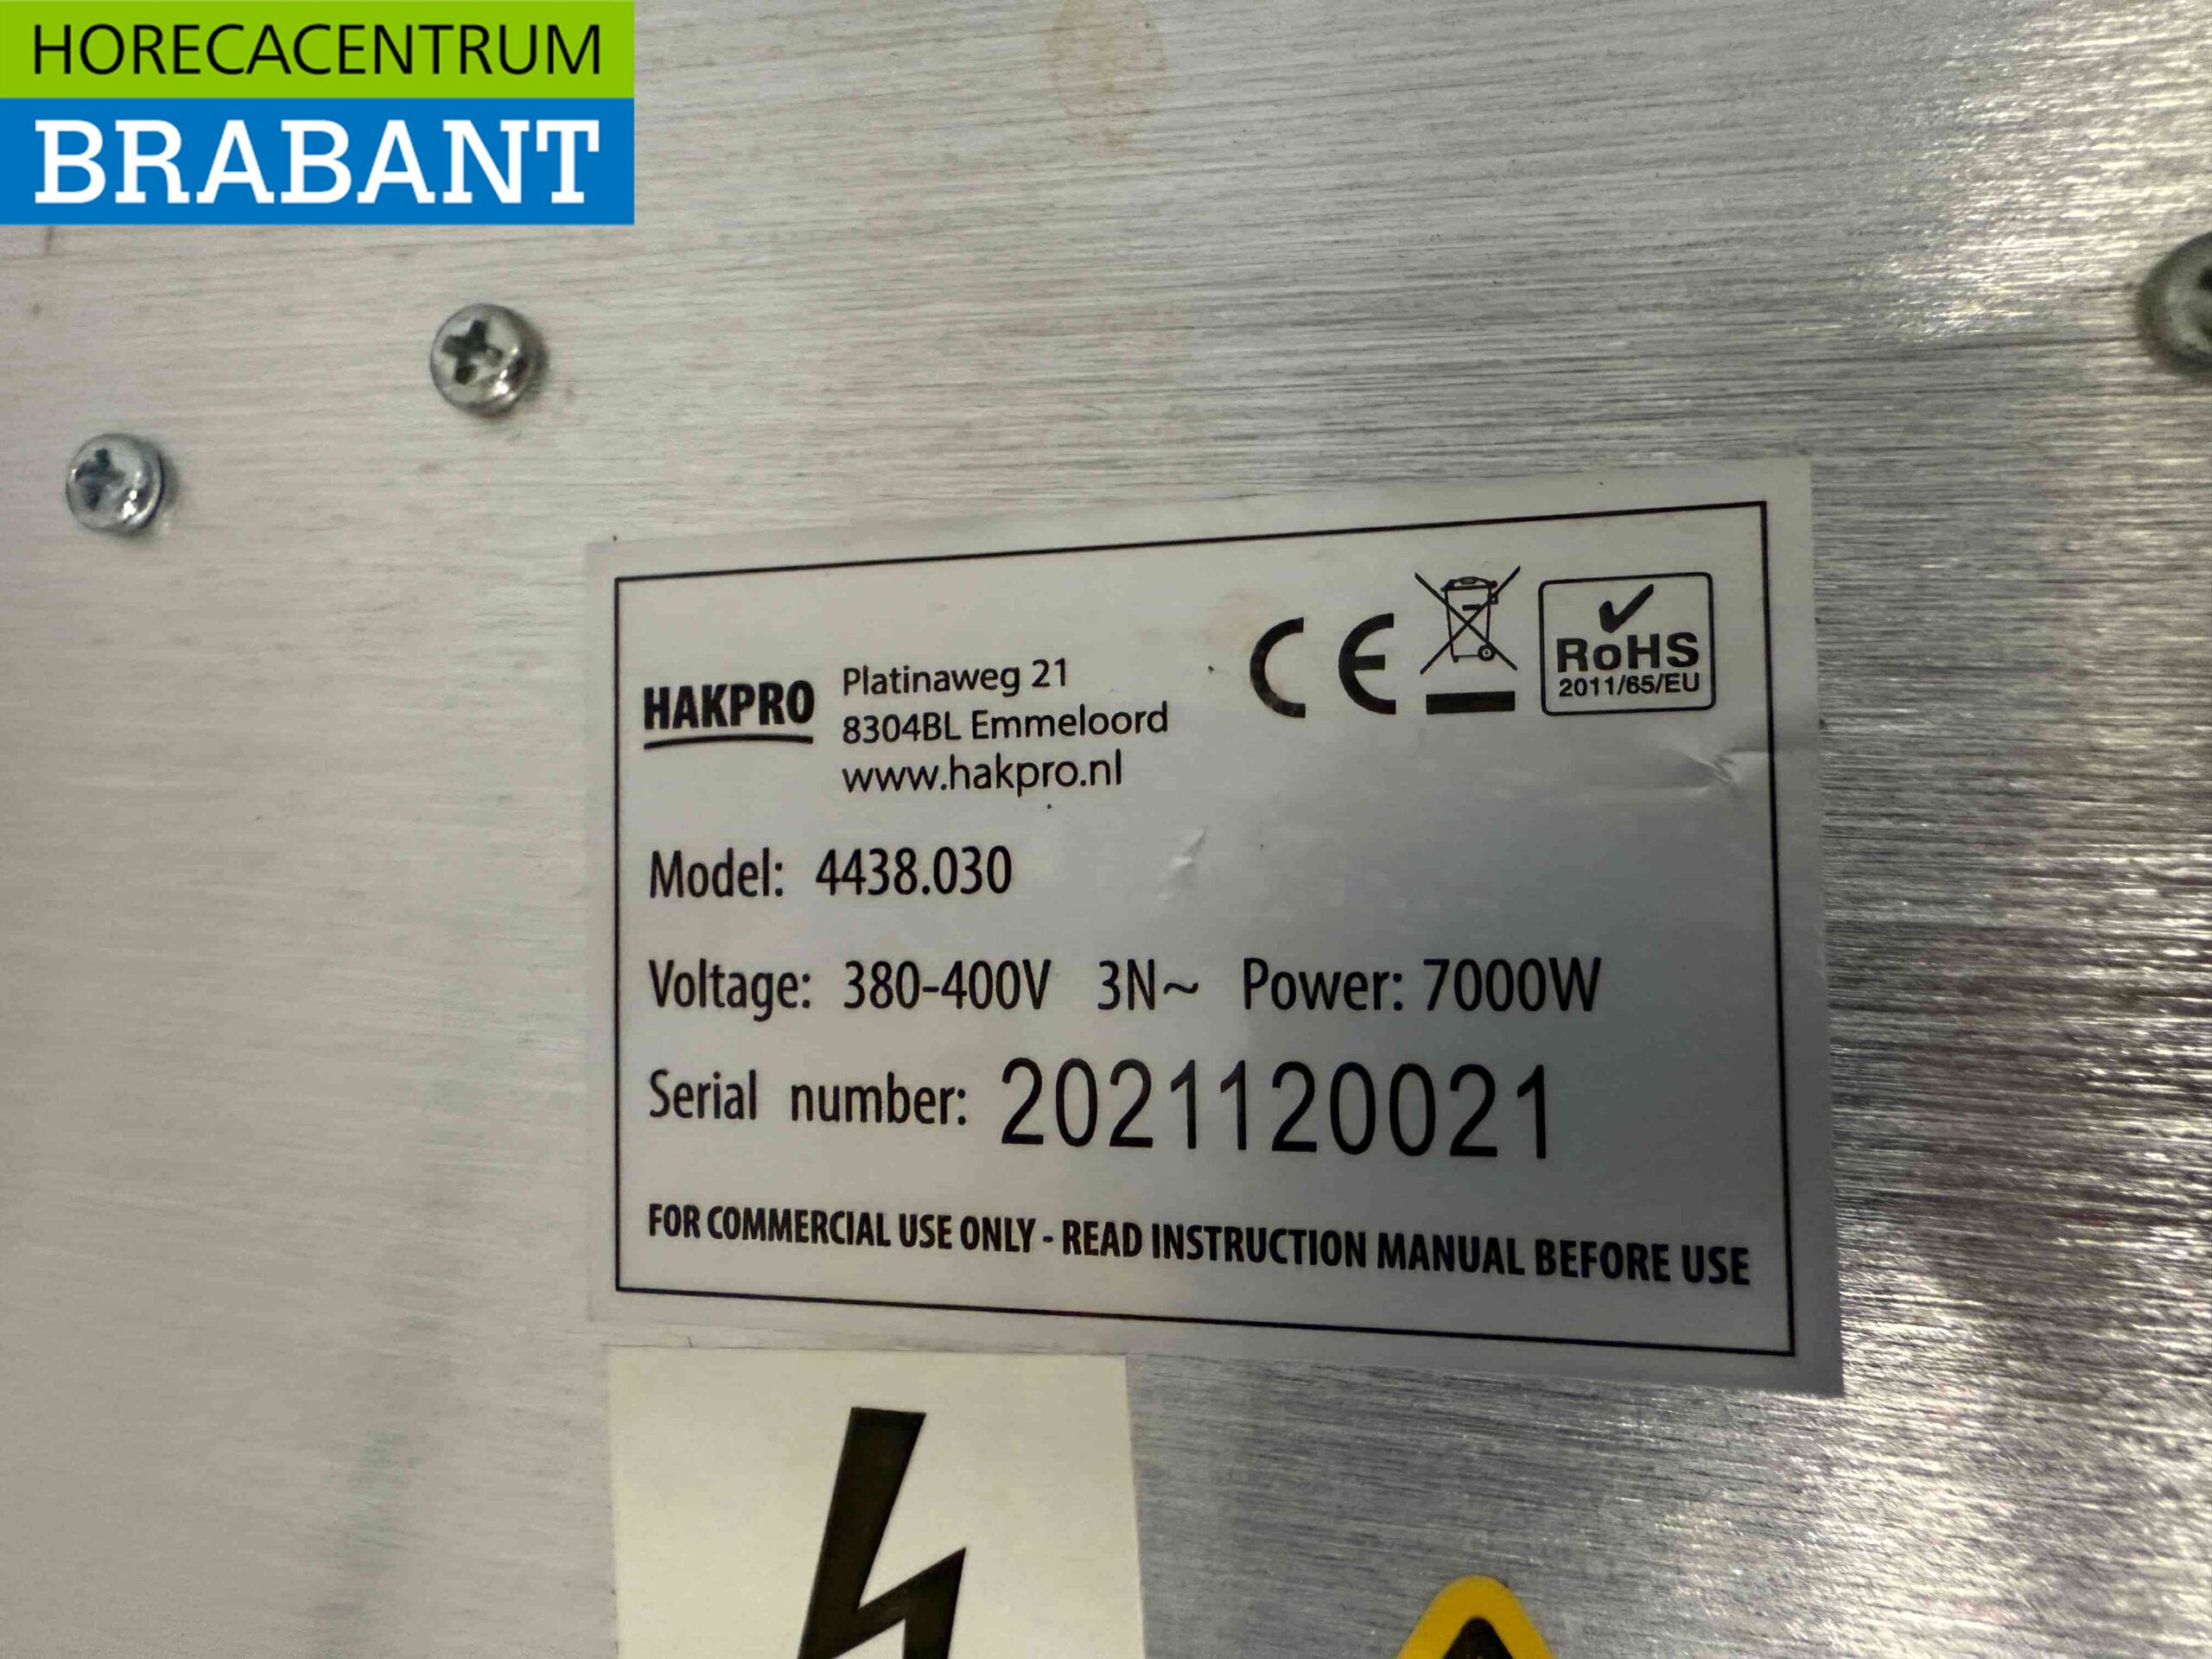 HORECACENTRUM
BRABANT
HAKPRO
Platinaweg 21
8304BL Emmeloord
www.hakpro.nl
CE
RoHS
2011/65/EU
Model: 4438.030
Voltage: 380-400V 3N~ Power: 7000W
Serial number: 2021120021
FOR COMMERCIAL USE ONLY - READ INSTRUCTION MANUAL BEFORE USE